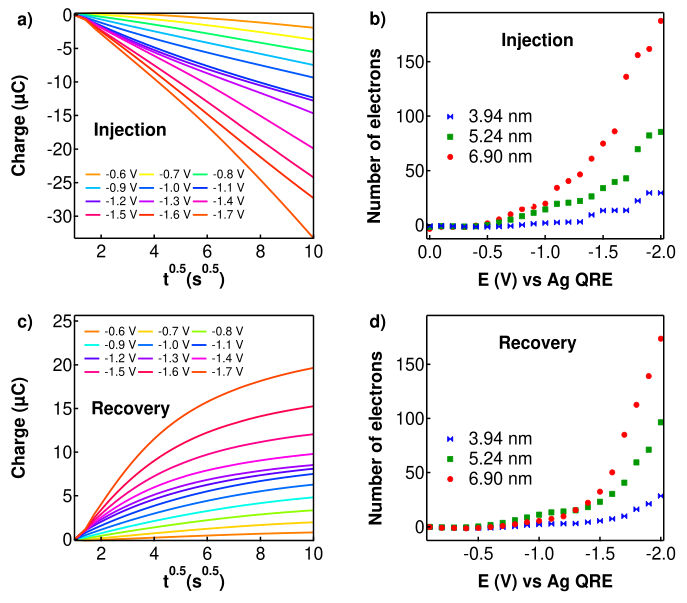 a)
0
-5
-10
-15
-20
-25
-30
Charge (µC)
Injection
-0.6 V -0.7 V -0.8 V
-0.9 V -1.0 V -1.1 V
-1.2 V -1.3 V -1.4 V
-1.5 V -1.6 V -1.7 V
2 4 6 8 10
t^0.5(s^0.5)
b)
Injection
150
100
50
0
Number of electrons
3.94 nm
5.24 nm
6.90 nm
0.0 -0.5 -1.0 -1.5 -2.0
E (V) vs Ag QRE
c)
25
20
15
10
5
0
Charge (µC)
-0.6 V -0.7 V -0.8 V
-0.9 V -1.0 V -1.1 V
-1.2 V -1.3 V -1.4 V
-1.5 V -1.6 V -1.7 V
Recovery
2 4 6 8 10
t^0.5(s^0.5)
d)
Recovery
150
100
50
0
Number of electrons
3.94 nm
5.24 nm
6.90 nm
-0.5 -1.0 -1.5 -2.0
E (V) vs Ag QRE